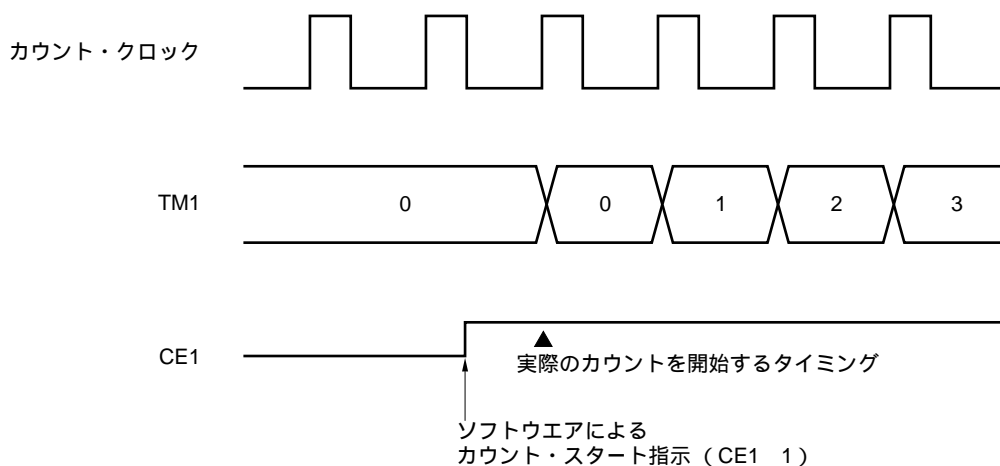 カウント・クロック
TM1
0 0 1 2 3
CE1
実際のカウントを開始するタイミング
ソフトウエアによる
カウント・スタート指示（CE1　1）